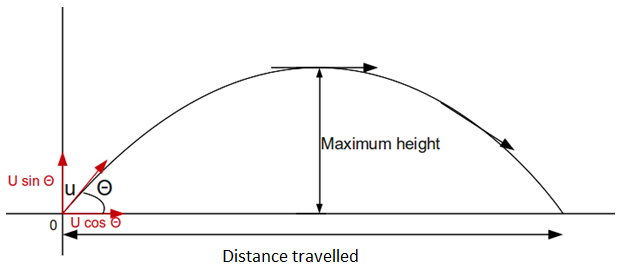 Maximum height
U sin Θ
u
Θ
0
U cos Θ
Distance travelled